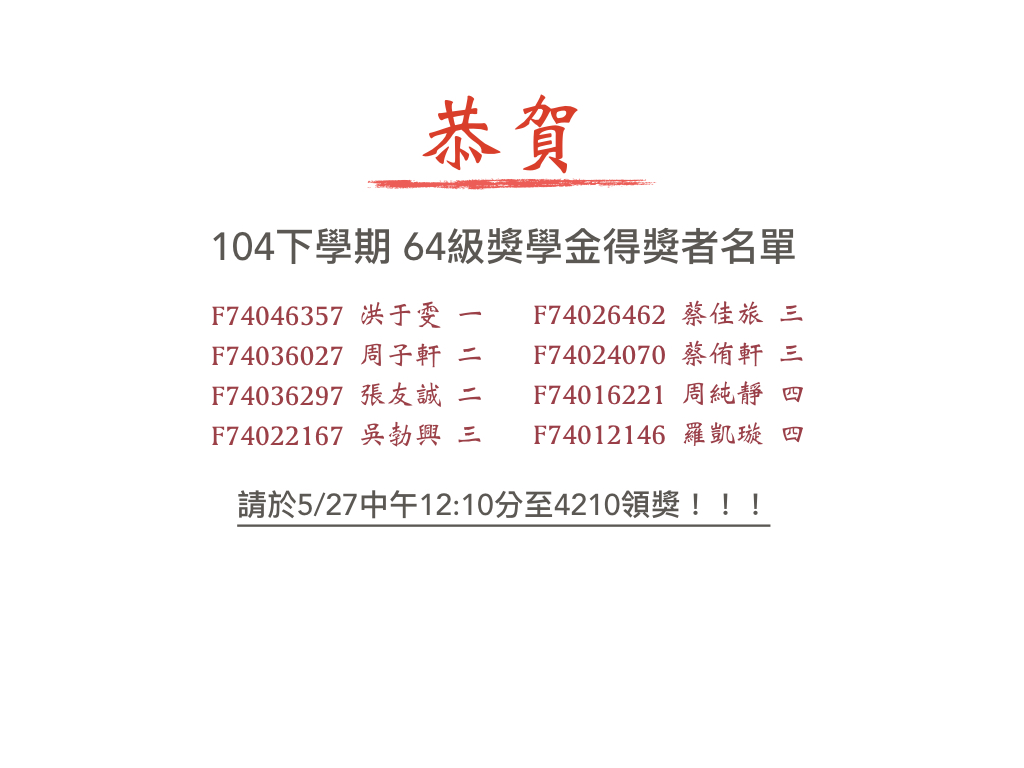 恭賀
104下學期 64級獎學金得獎者名單
F74046357 洪于雯 一
F74036027 周子軒 二
F74036297 張友誠 二
F74022167 吳勃興 三
F74026462 蔡佳旅 三
F74024070 蔡侑軒 三
F74016221 周純靜 四
F74012146 羅凱璇 四
請於5/27中午12:10分至4210領獎！！！